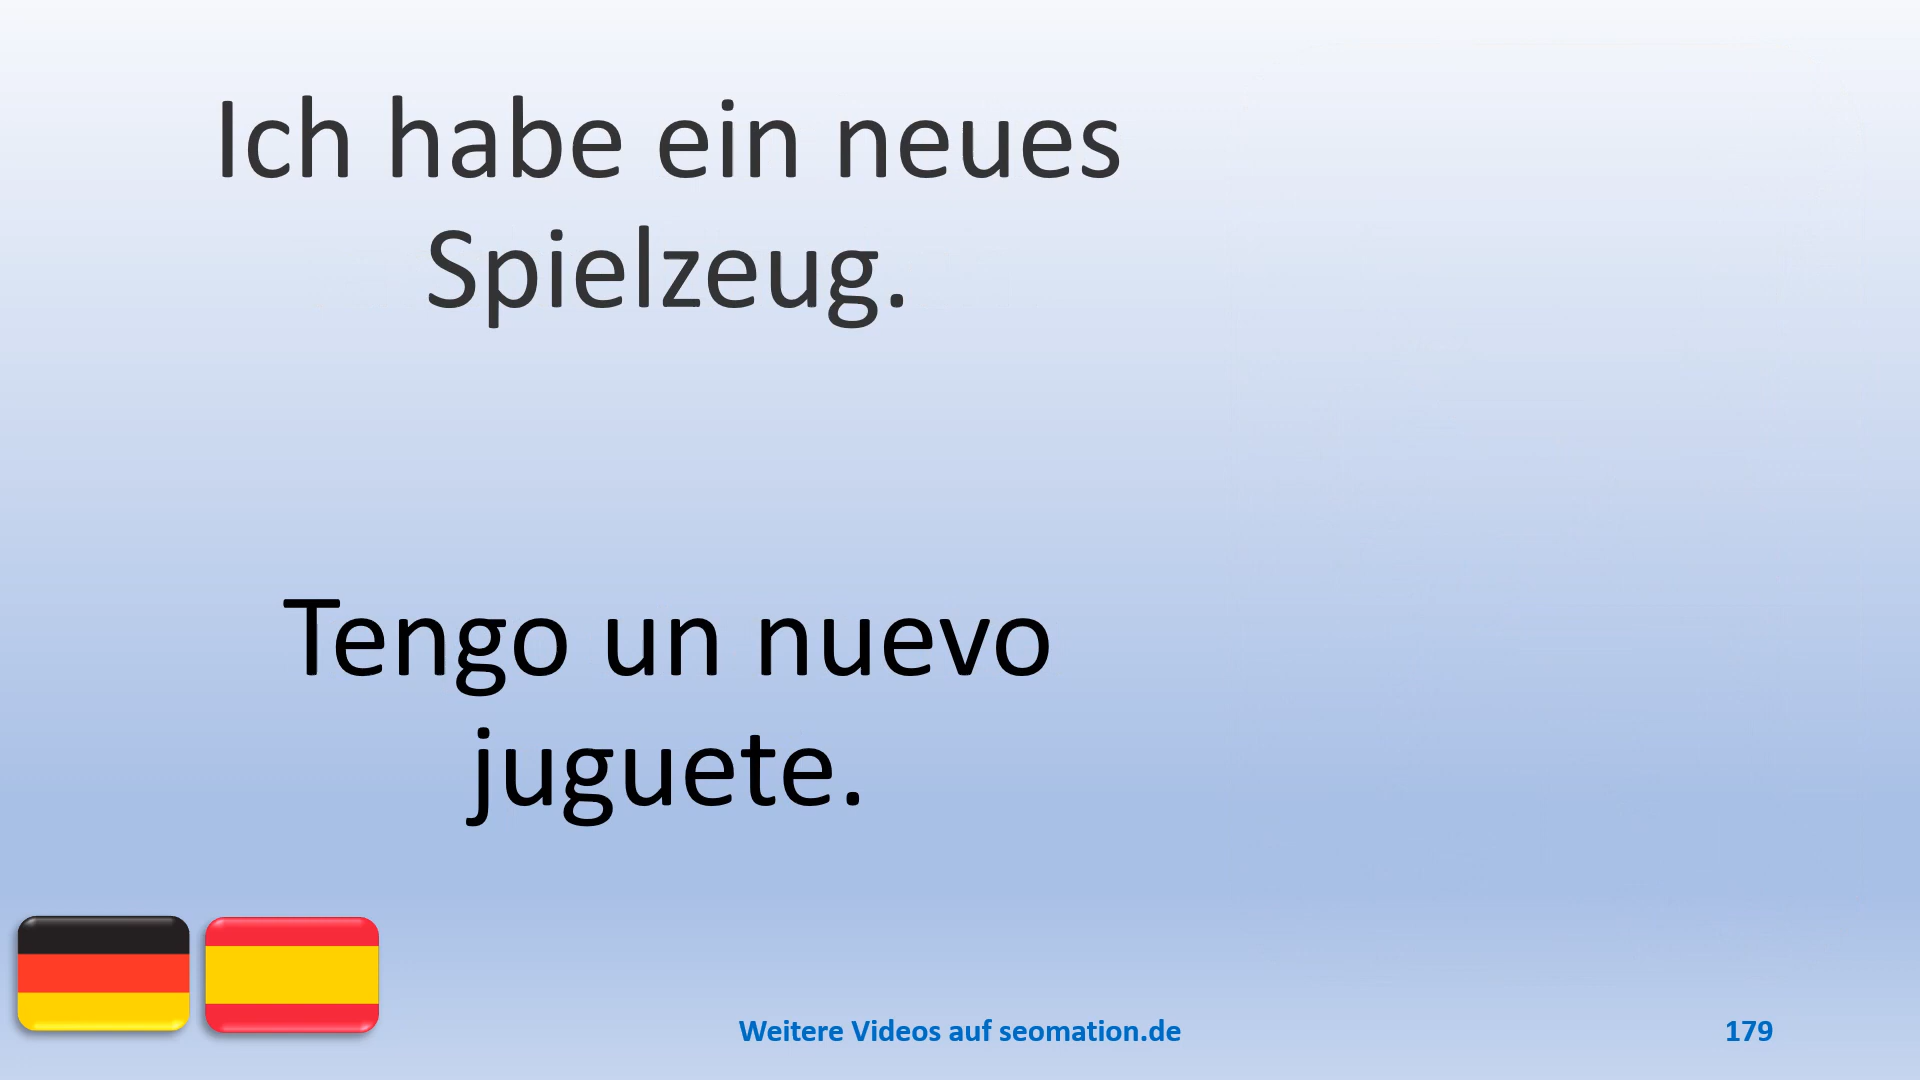 Ich habe ein neues
Spielzeug.
Tengo un nuevo
juguete.
Weitere Videos auf seomation.de
179